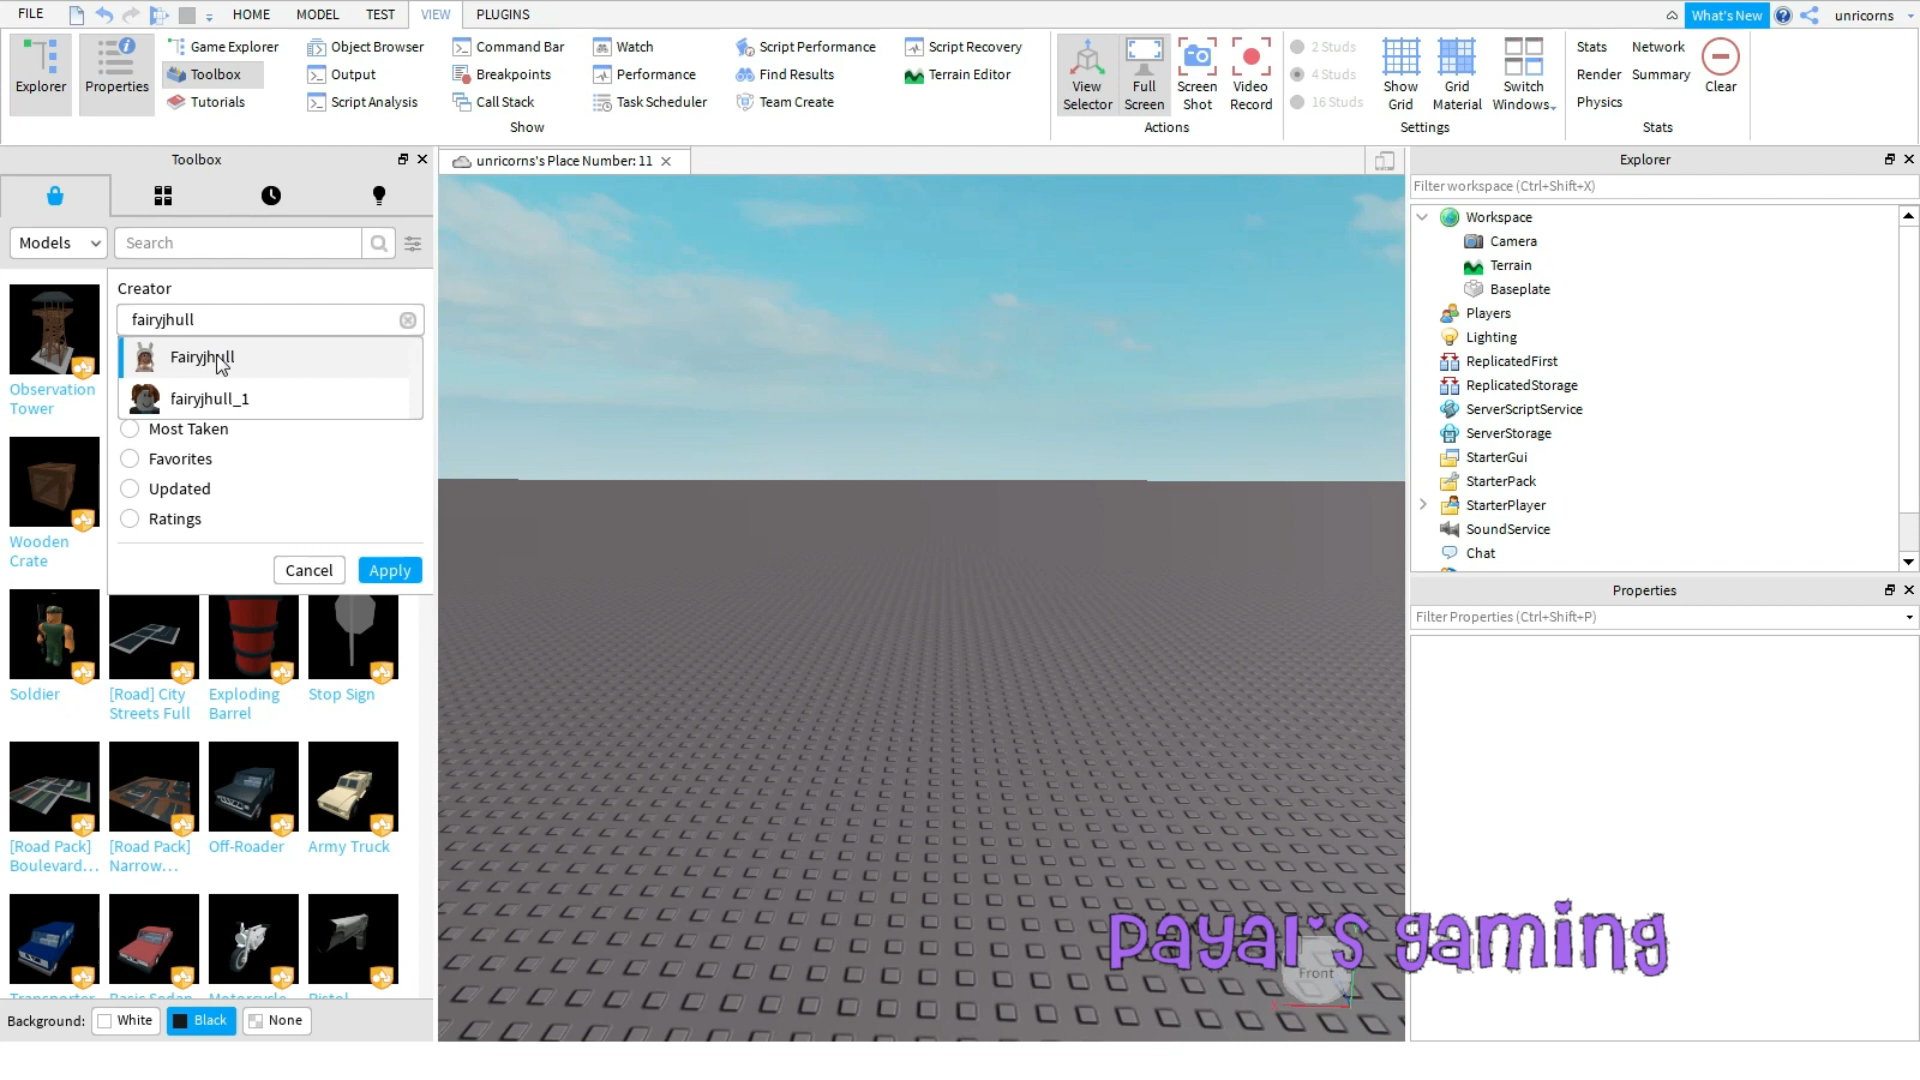 FILE HOME MODEL TEST VIEW PLUGINS What's New unricorns
Explorer
Properties
Game Explorer
Toolbox
Tutorials
Object Browser
Output
Script Analysis
Command Bar
Breakpoints
Call Stack
Watch
Performance
Task Scheduler
Script Performance
Find Results
Team Create
Script Recovery
Terrain Editor
Show
View Selector
Full Screen
Screen Shot
Video Record
Actions
2 Studs
4 Studs
16 Studs
Show Grid
Grid Material
Switch Windows
Settings
Stats Network
Render Summary
Physics
Clear
Stats
Toolbox
Models
Search
Creator
fairyjhull
Fairyjhull
fairyjhull_1
Most Taken
Favorites
Updated
Ratings
Cancel Apply
Observation
Tower
Wooden
Crate
Soldier
[Road] City
Streets Full
Exploding
Barrel
Stop Sign
[Road Pack]
Boulevard...
[Road Pack]
Narrow...
Off-Roader
Army Truck
Transporter
Basic Sedan
Motorcycle
Pistol
Background: White Black None
unricorns's Place Number: 11
Front
payal's gaming
Explorer
Filter workspace (Ctrl+Shift+X)
Workspace
Camera
Terrain
Baseplate
Players
Lighting
ReplicatedFirst
ReplicatedStorage
ServerScriptService
ServerStorage
StarterGui
StarterPack
StarterPlayer
SoundService
Chat
Properties
Filter Properties (Ctrl+Shift+P)